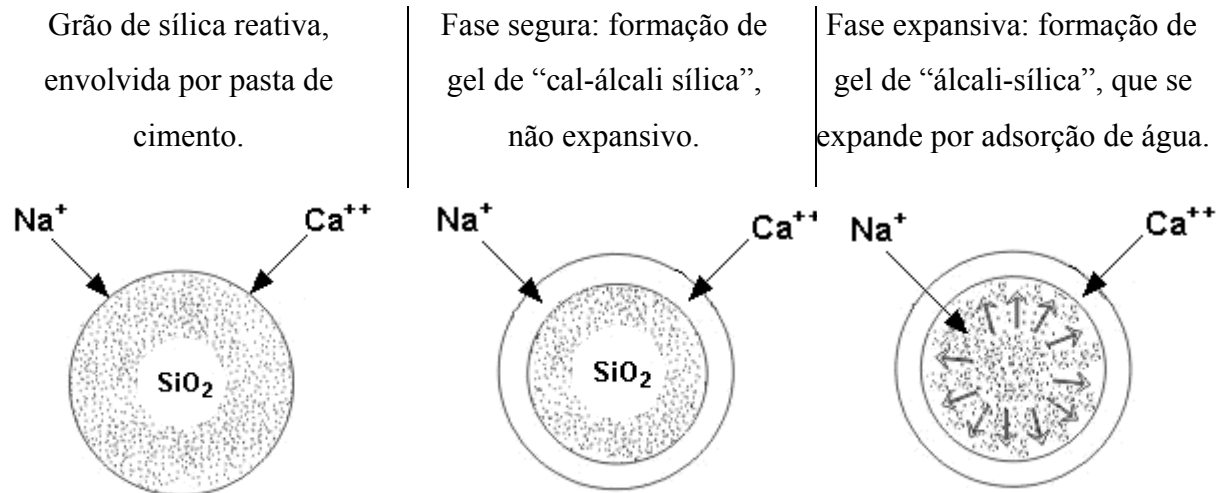 Grão de sílica reativa,
envolvida por pasta de
cimento.
Fase segura: formação de
gel de “cal-álcali sílica”,
não expansivo.
Fase expansiva: formação de
gel de “álcali-sílica”, que se
expande por adsorção de água.
Na⁺ Ca⁺⁺
SiO₂
Na⁺ Ca⁺⁺
SiO₂
Na⁺ Ca⁺⁺